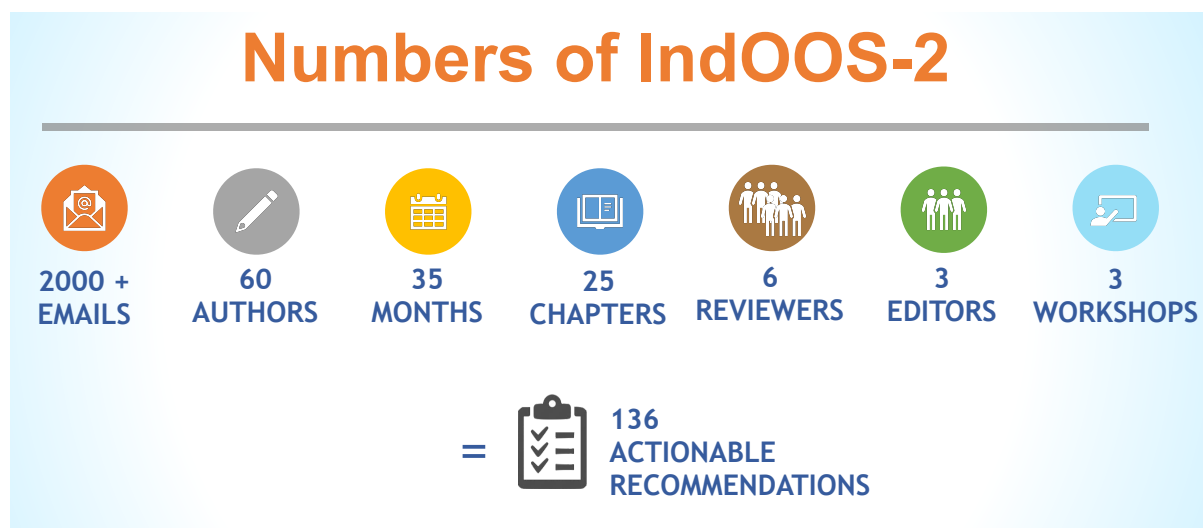 Numbers of IndOOS-2
2000 +
EMAILS
60
AUTHORS
35
MONTHS
25
CHAPTERS
6
REVIEWERS
3
EDITORS
3
WORKSHOPS
=
136
ACTIONABLE
RECOMMENDATIONS